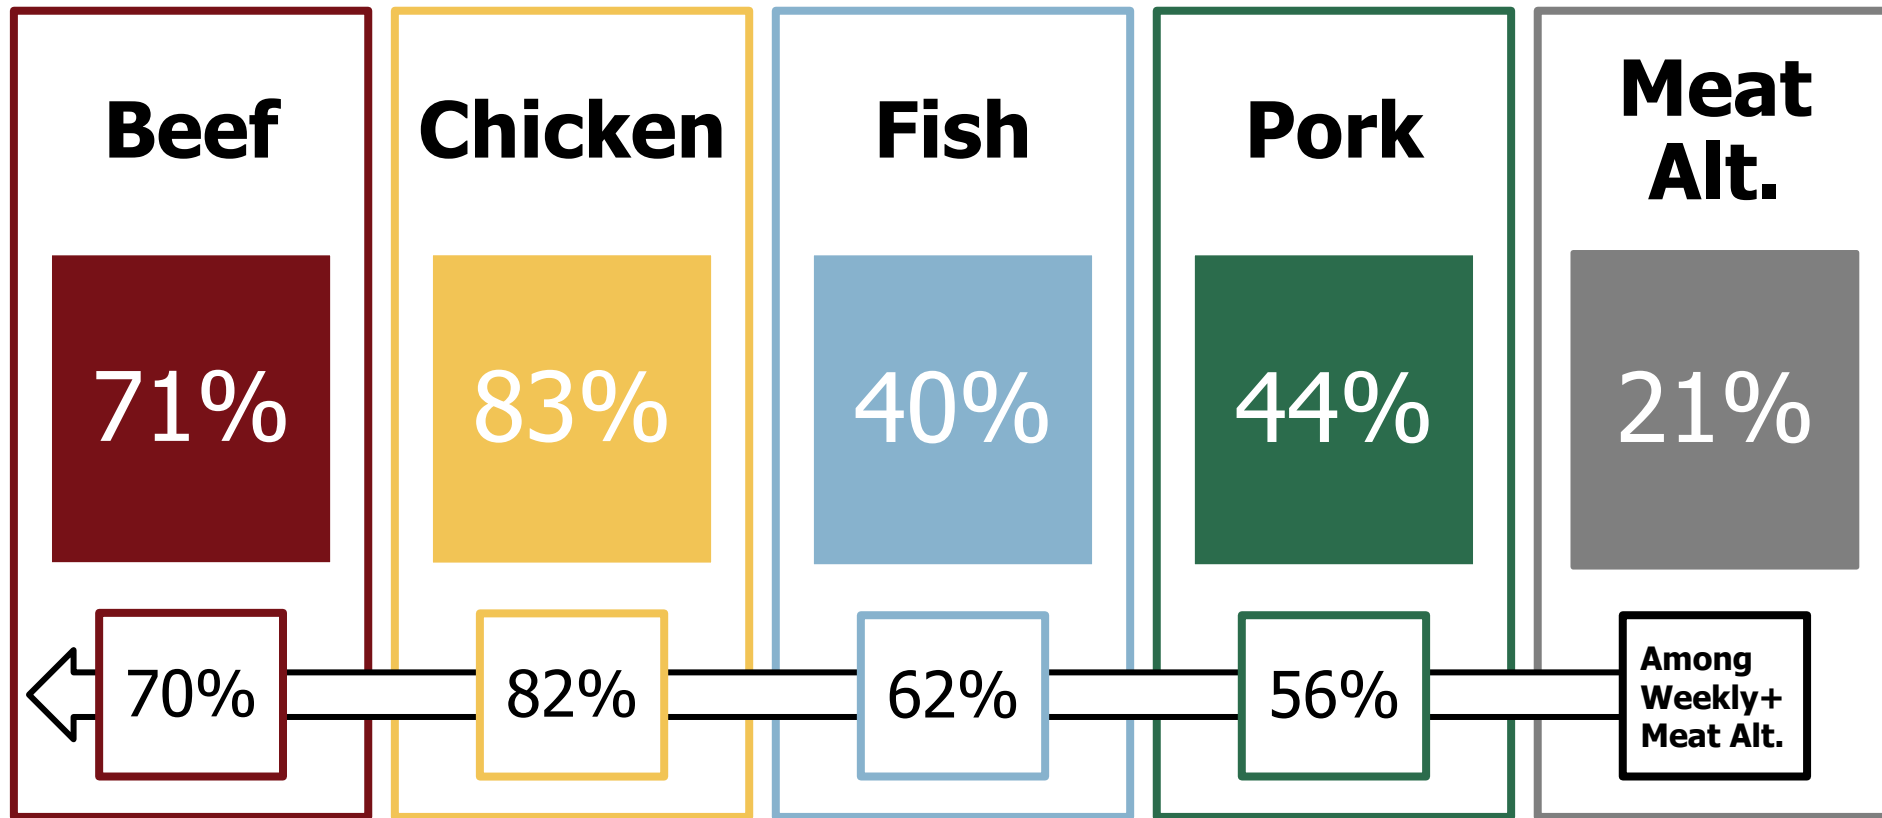 Beef
Chicken
Fish
Pork
Meat
Alt.
71%
83%
40%
44%
21%
70%
82%
62%
56%
Among
Weekly+
Meat Alt.